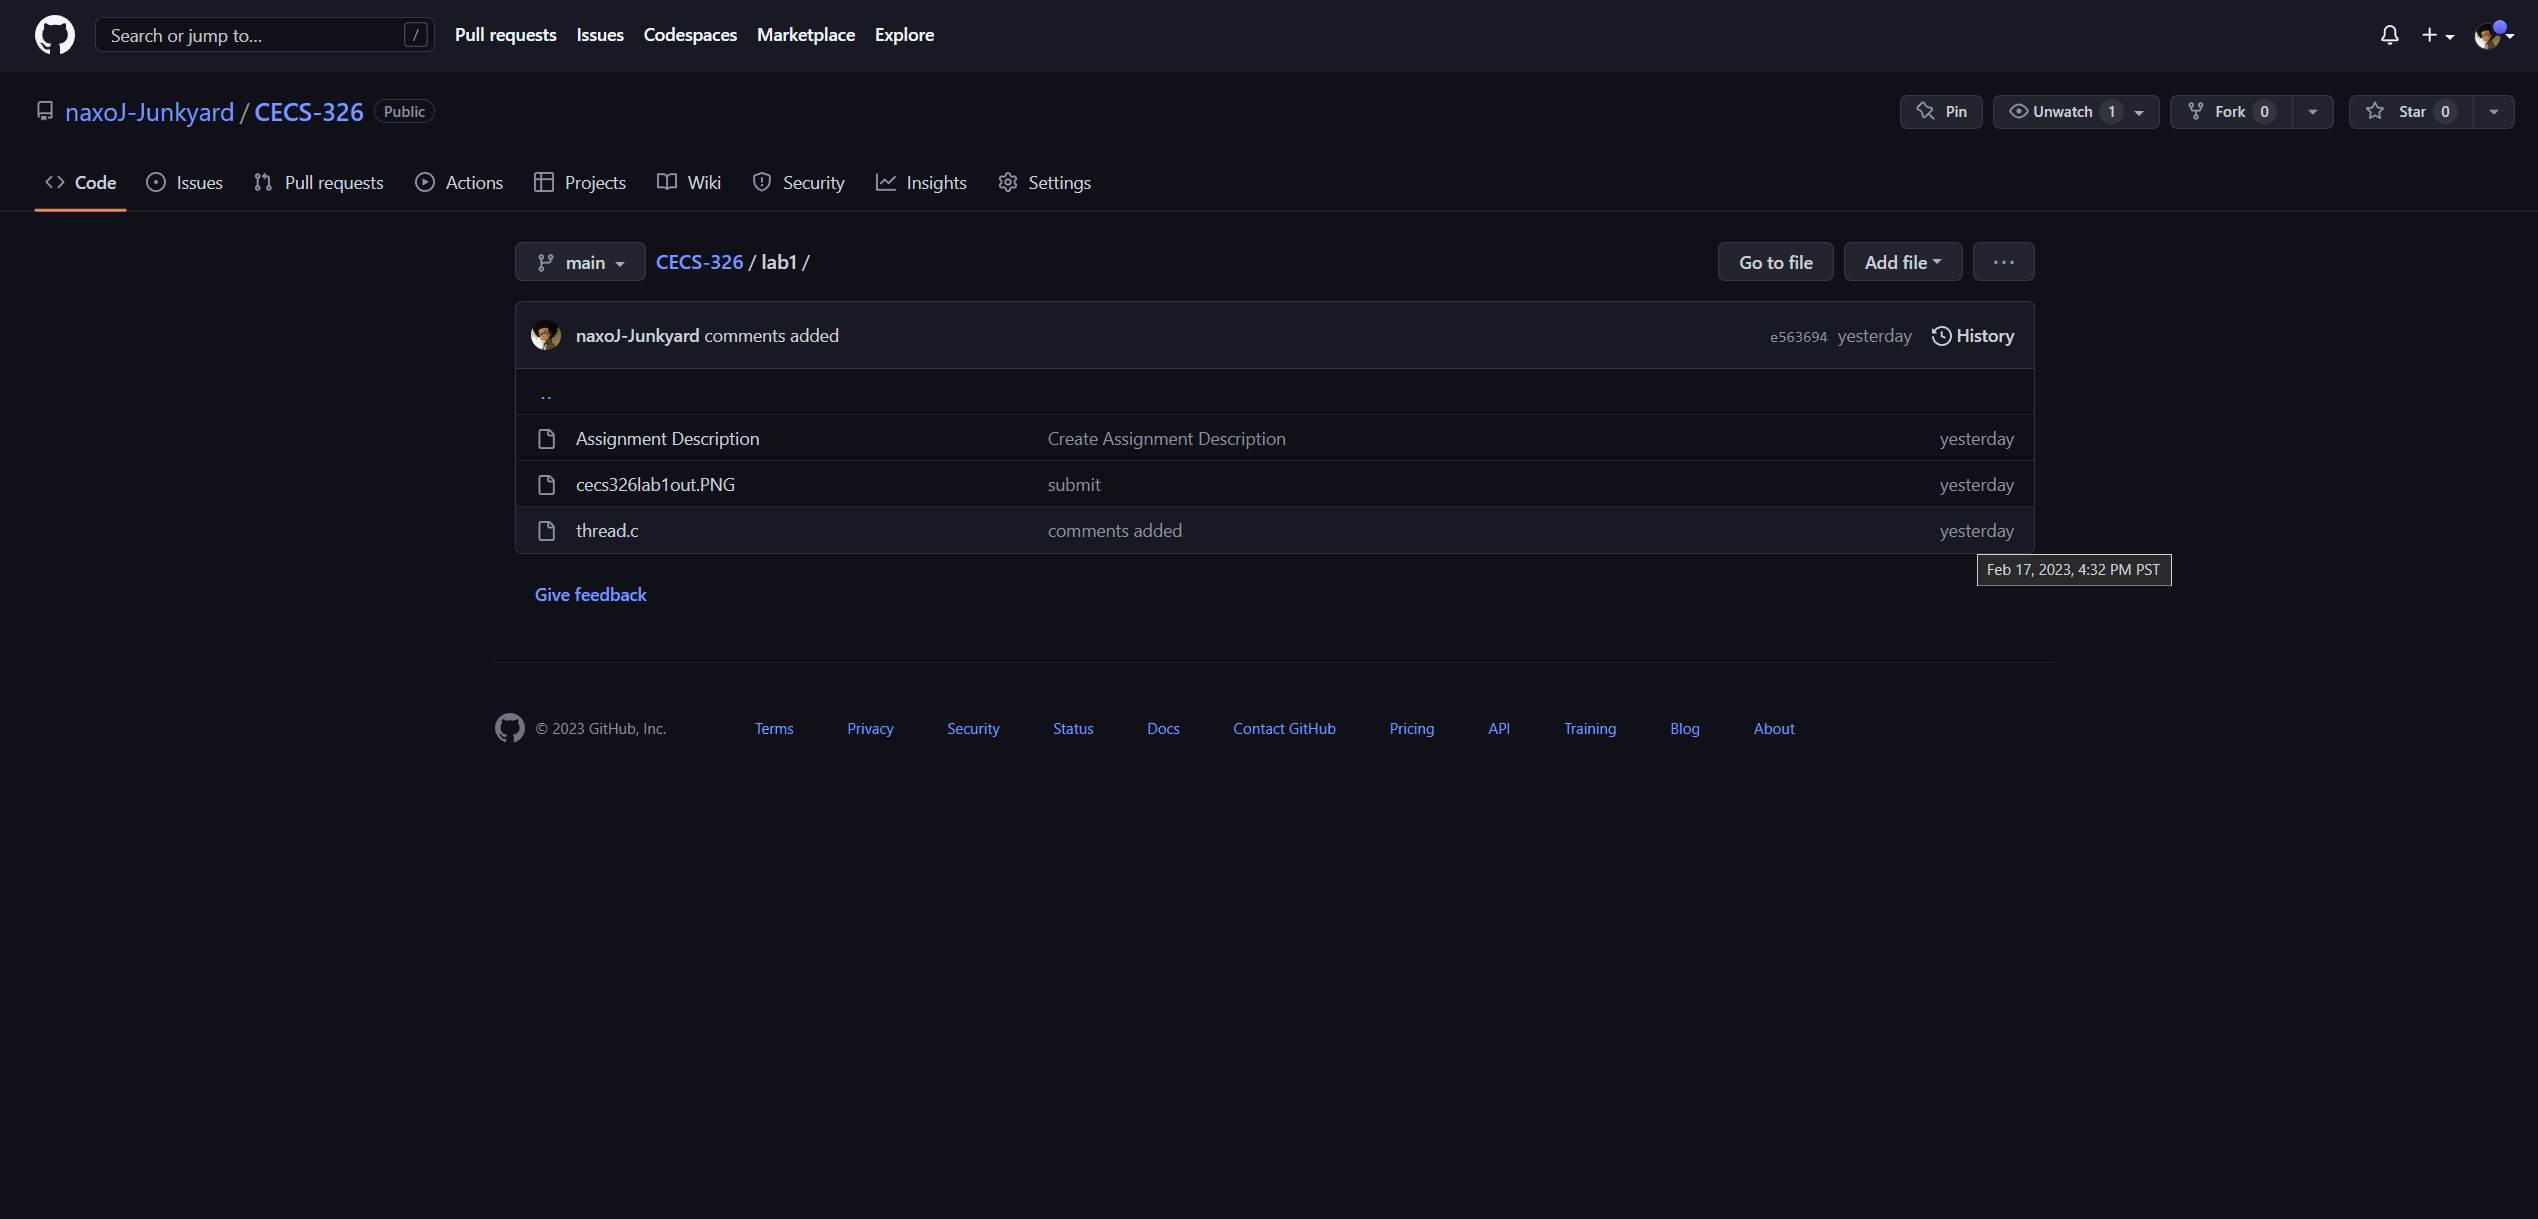 Search or jump to... / Pull requests Issues Codespaces Marketplace Explore
naxoJ-Junkyard / CECS-326 Public Pin Unwatch 1 Fork 0 Star 0
Code Issues Pull requests Actions Projects Wiki Security Insights Settings
main CECS-326 / lab1 / Go to file Add file ...
naxoJ-Junkyard comments added e563694 yesterday History
..
Assignment Description Create Assignment Description yesterday
cecs326lab1out.PNG submit yesterday
thread.c comments added yesterday
Feb 17, 2023, 4:32 PM PST
Give feedback
© 2023 GitHub, Inc. Terms Privacy Security Status Docs Contact GitHub Pricing API Training Blog About